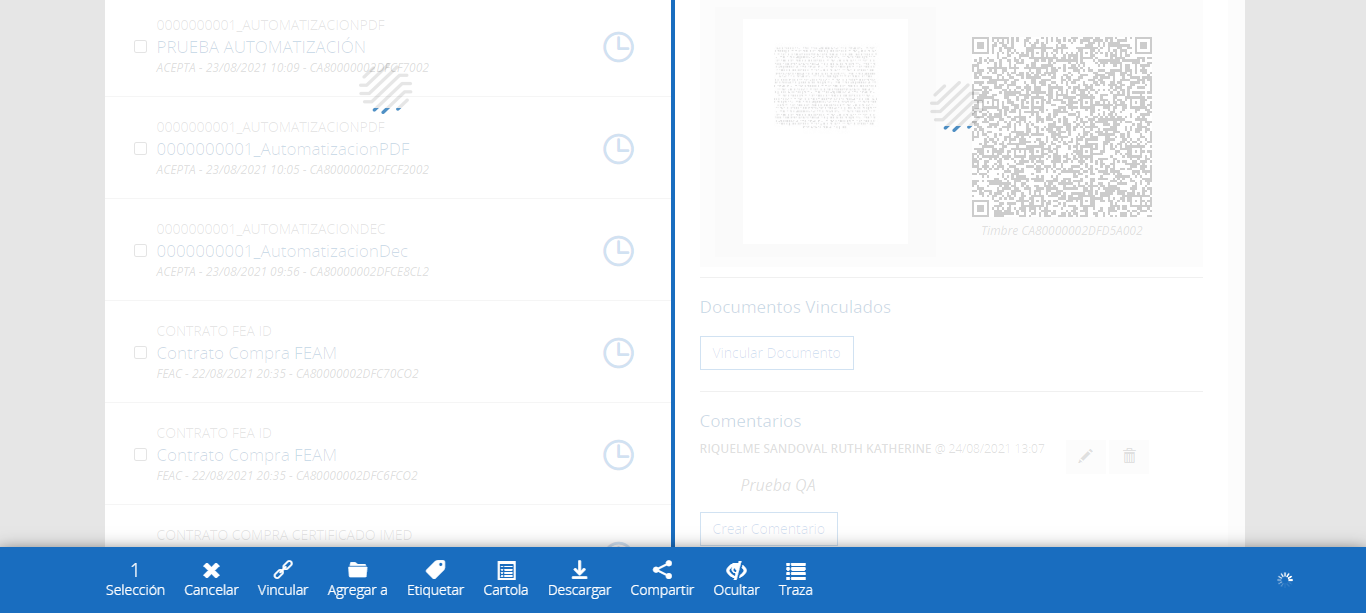 0000000001_AUTOMATIZACIONPDF
PRUEBA AUTOMATIZACIÓN
ACEPTA - 23/08/2021 10:09 - CA80000002DFCF7002
0000000001_AUTOMATIZACIONPDF
0000000001_AutomatizacionPDF
ACEPTA - 23/08/2021 10:05 - CA80000002DFCF2002
0000000001_AUTOMATIZACIONDEC
0000000001_AutomatizacionDec
ACEPTA - 23/08/2021 09:56 - CA80000002DFCE8CL2
CONTRATO FEA ID
Contrato Compra FEAM
FEAC - 22/08/2021 20:35 - CA80000002DFC70CO2
CONTRATO FEA ID
Contrato Compra FEAM
FEAC - 22/08/2021 20:35 - CA80000002DFC6FCO2
CONTRATO COMPRA CERTIFICADO IMED
Timbre CA80000002DFD5A002
Documentos Vinculados
Vincular Documento
Comentarios
RIQUELME SANDOVAL RUTH KATHERINE @ 24/08/2021 13:07
Prueba QA
Crear Comentario
1
Selección
Cancelar
Vincular
Agregar a
Etiquetar
Cartola
Descargar
Compartir
Ocultar
Traza